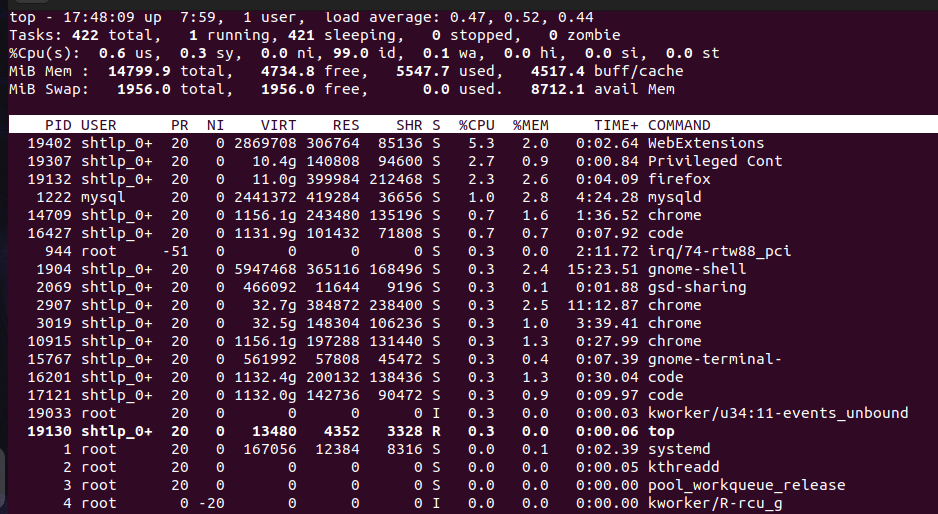 top - 17:48:09 up  7:59,  1 user,  load average: 0.47, 0.52, 0.44
Tasks: 422 total,   1 running, 421 sleeping,   0 stopped,   0 zombie
%Cpu(s):  0.6 us,  0.3 sy,  0.0 ni, 99.0 id,  0.1 wa,  0.0 hi,  0.0 si,  0.0 st
MiB Mem :  14799.9 total,   4734.8 free,   5547.7 used,   4517.4 buff/cache
MiB Swap:   1956.0 total,   1956.0 free,      0.0 used.   8712.1 avail Mem
PID USER      PR  NI    VIRT    RES    SHR S  %CPU  %MEM     TIME+ COMMAND
19402 shtlp_0+  20   0 2869708 306764  85136 S   5.3   2.0   0:02.64 WebExtensions
19307 shtlp_0+  20   0   10.4g 140808  94600 S   2.7   0.9   0:00.84 Privileged Cont
19132 shtlp_0+  20   0   11.0g 399984 212468 S   2.3   2.6   0:04.09 firefox
1222 mysql     20   0 2441372 419284  36656 S   1.0   2.8   4:24.28 mysqld
14709 shtlp_0+  20   0 1156.1g 243480 135196 S   0.7   1.6   1:36.52 chrome
16427 shtlp_0+  20   0 1131.9g 101432  71808 S   0.7   0.7   0:07.92 code
944 root     -51   0       0      0      0 S   0.3   0.0   2:11.72 irq/74-rtw88_pci
1904 shtlp_0+  20   0 5947468 365116 168496 S   0.3   2.4  15:23.51 gnome-shell
2069 shtlp_0+  20   0  466092  11644   9196 S   0.3   0.1   0:01.88 gsd-sharing
2907 shtlp_0+  20   0   32.7g 384872 238400 S   0.3   2.5  11:12.87 chrome
3019 shtlp_0+  20   0   32.5g 148304 106236 S   0.3   1.0   3:39.41 chrome
10915 shtlp_0+  20   0 1156.1g 197288 131440 S   0.3   1.3   0:27.99 chrome
15767 shtlp_0+  20   0  561992  57808  45472 S   0.3   0.4   0:07.39 gnome-terminal-
16201 shtlp_0+  20   0 1132.4g 200132 138436 S   0.3   1.3   0:30.04 code
17121 shtlp_0+  20   0 1132.0g 142736  90472 S   0.3   0.9   0:09.97 code
19033 root      20   0       0      0      0 I   0.3   0.0   0:00.03 kworker/u34:11-events_unbound
19130 shtlp_0+  20   0   13480   4352   3328 R   0.3   0.0   0:00.06 top
1 root      20   0  167056  12384   8316 S   0.0   0.1   0:02.39 systemd
2 root      20   0       0      0      0 S   0.0   0.0   0:00.05 kthreadd
3 root      20   0       0      0      0 S   0.0   0.0   0:00.00 pool_workqueue_release
4 root       0 -20       0      0      0 I   0.0   0.0   0:00.00 kworker/R-rcu_g